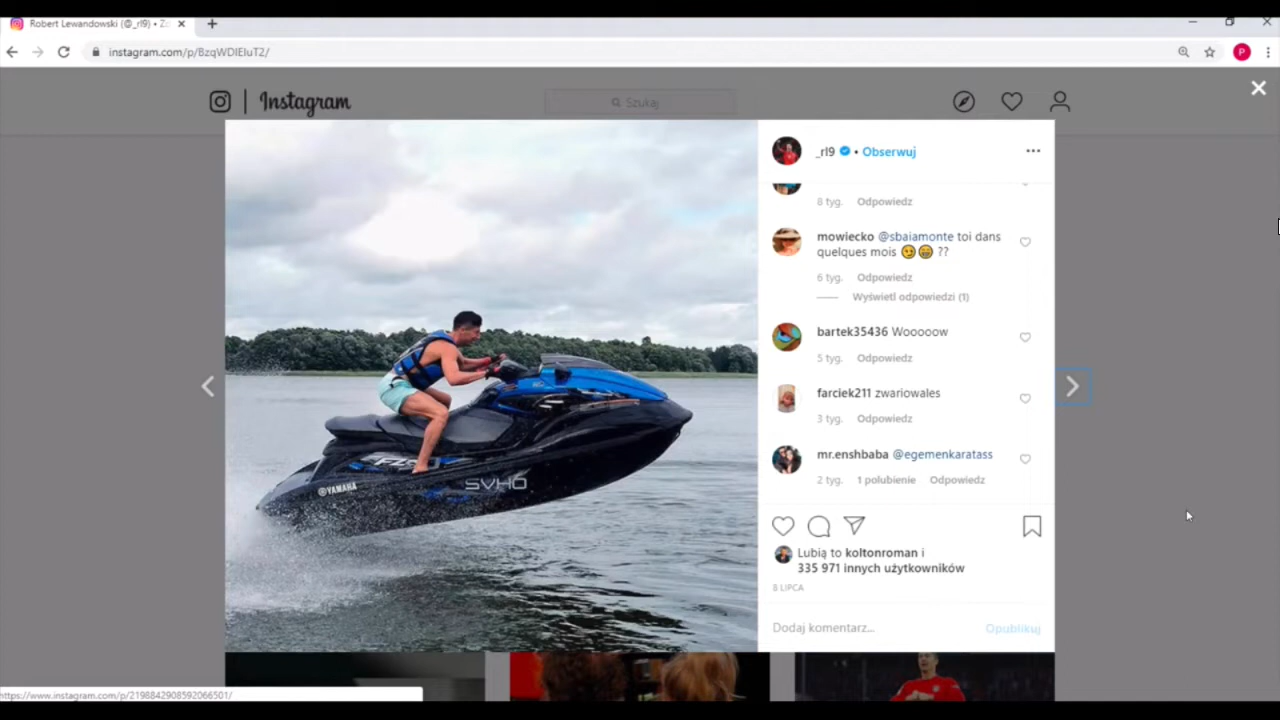 Robert Lewandowski (@_rl9) • Z
instagram.com/p/BzqWDIEIuT2/
P
Instagram
Szukaj
_rl9 • Obserwuj
8 tyg. Odpowiedz
mowiecko @sbaiamonte toi dans
quelques mois 😏😁 ??
6 tyg. Odpowiedz
Wyświetl odpowiedzi (1)
bartek35436 Wooooow
5 tyg. Odpowiedz
farciek211 zwariowales
3 tyg. Odpowiedz
mr.enshbaba @egemenkaratass
2 tyg. 1 polubienie Odpowiedz
YAMAHA
SVHO
Lubią to koltonroman i
335 971 innych użytkowników
8 LIPCA
Dodaj komentarz... Opublikuj
https://www.instagram.com/p/2198842908592066501/